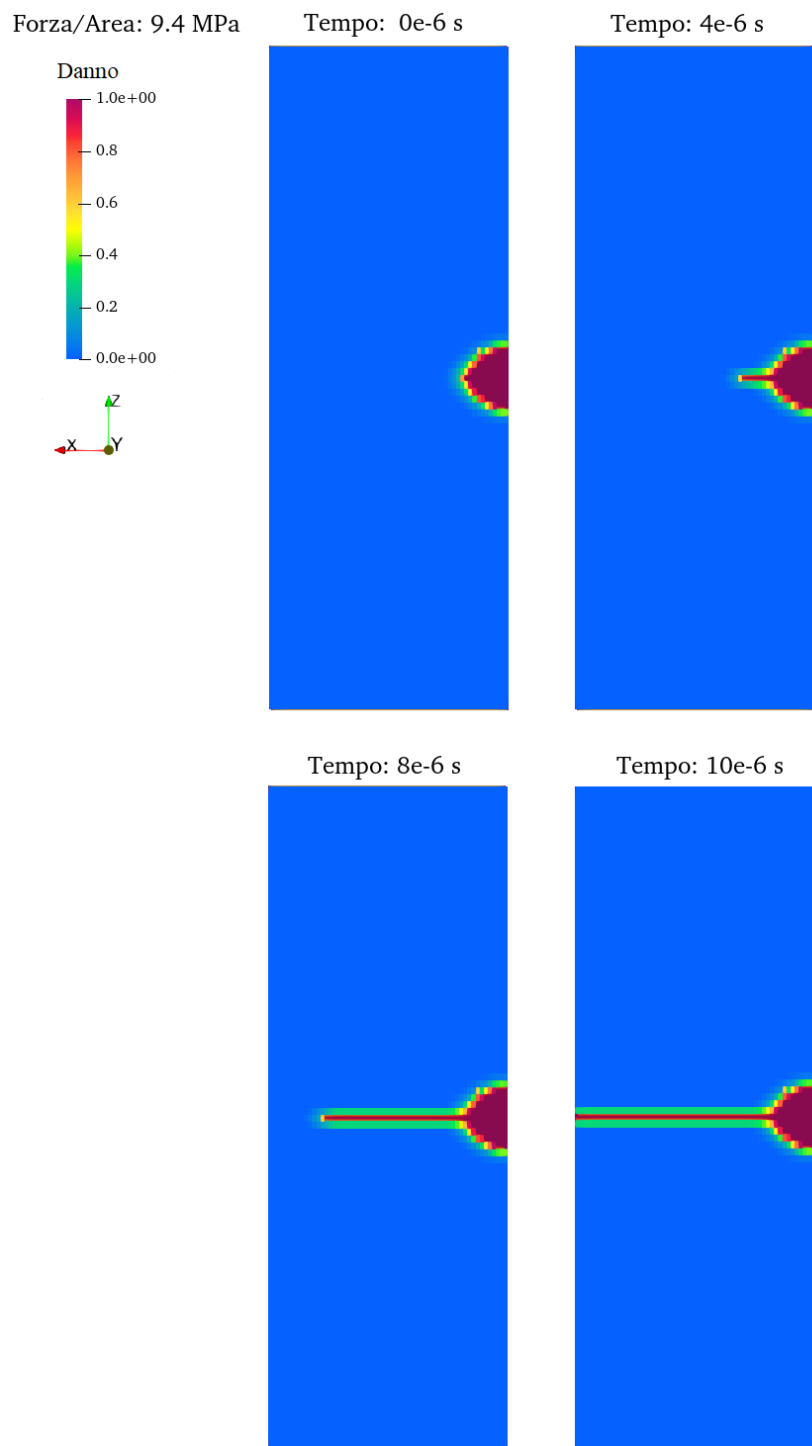 Forza/Area: 9.4 MPa
Tempo:  0e-6 s
Tempo: 4e-6 s
Danno
1.0e+00
0.8
0.6
0.4
0.2
0.0e+00
Z
X
Y
Tempo: 8e-6 s
Tempo: 10e-6 s